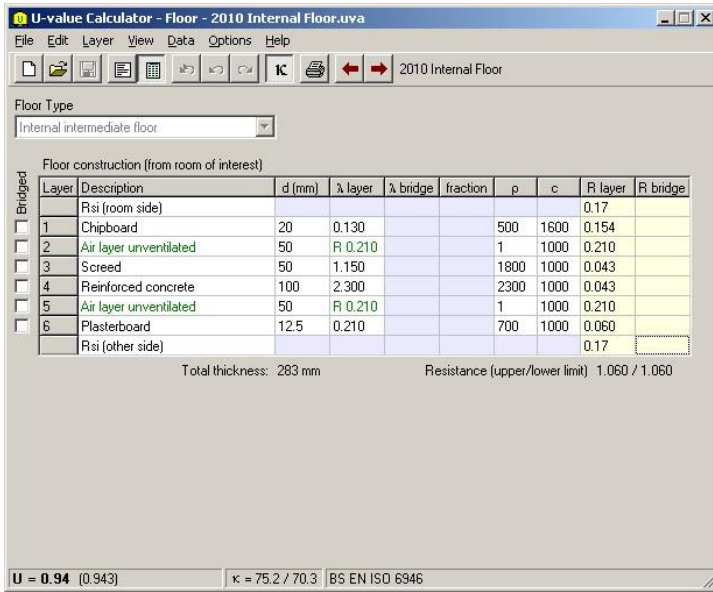 U-value Calculator - Floor - 2010 Internal Floor.uva
File Edit Layer View Data Options Help
κ 2010 Internal Floor
Floor Type
Internal intermediate floor
Floor construction (from room of interest)
Bridged
Layer Description d (mm) λ layer λ bridge fraction ρ c R layer R bridge
Rsi (room side) 0.17
1 Chipboard 20 0.130 500 1600 0.154
2 Air layer unventilated 50 R 0.210 1 1000 0.210
3 Screed 50 1.150 1800 1000 0.043
4 Reinforced concrete 100 2.300 2300 1000 0.043
5 Air layer unventilated 50 R 0.210 1 1000 0.210
6 Plasterboard 12.5 0.210 700 1000 0.060
Rsi (other side) 0.17
Total thickness: 283 mm Resistance (upper/lower limit) 1.060 / 1.060
U = 0.94 (0.943) κ = 75.2 / 70.3 BS EN ISO 6946